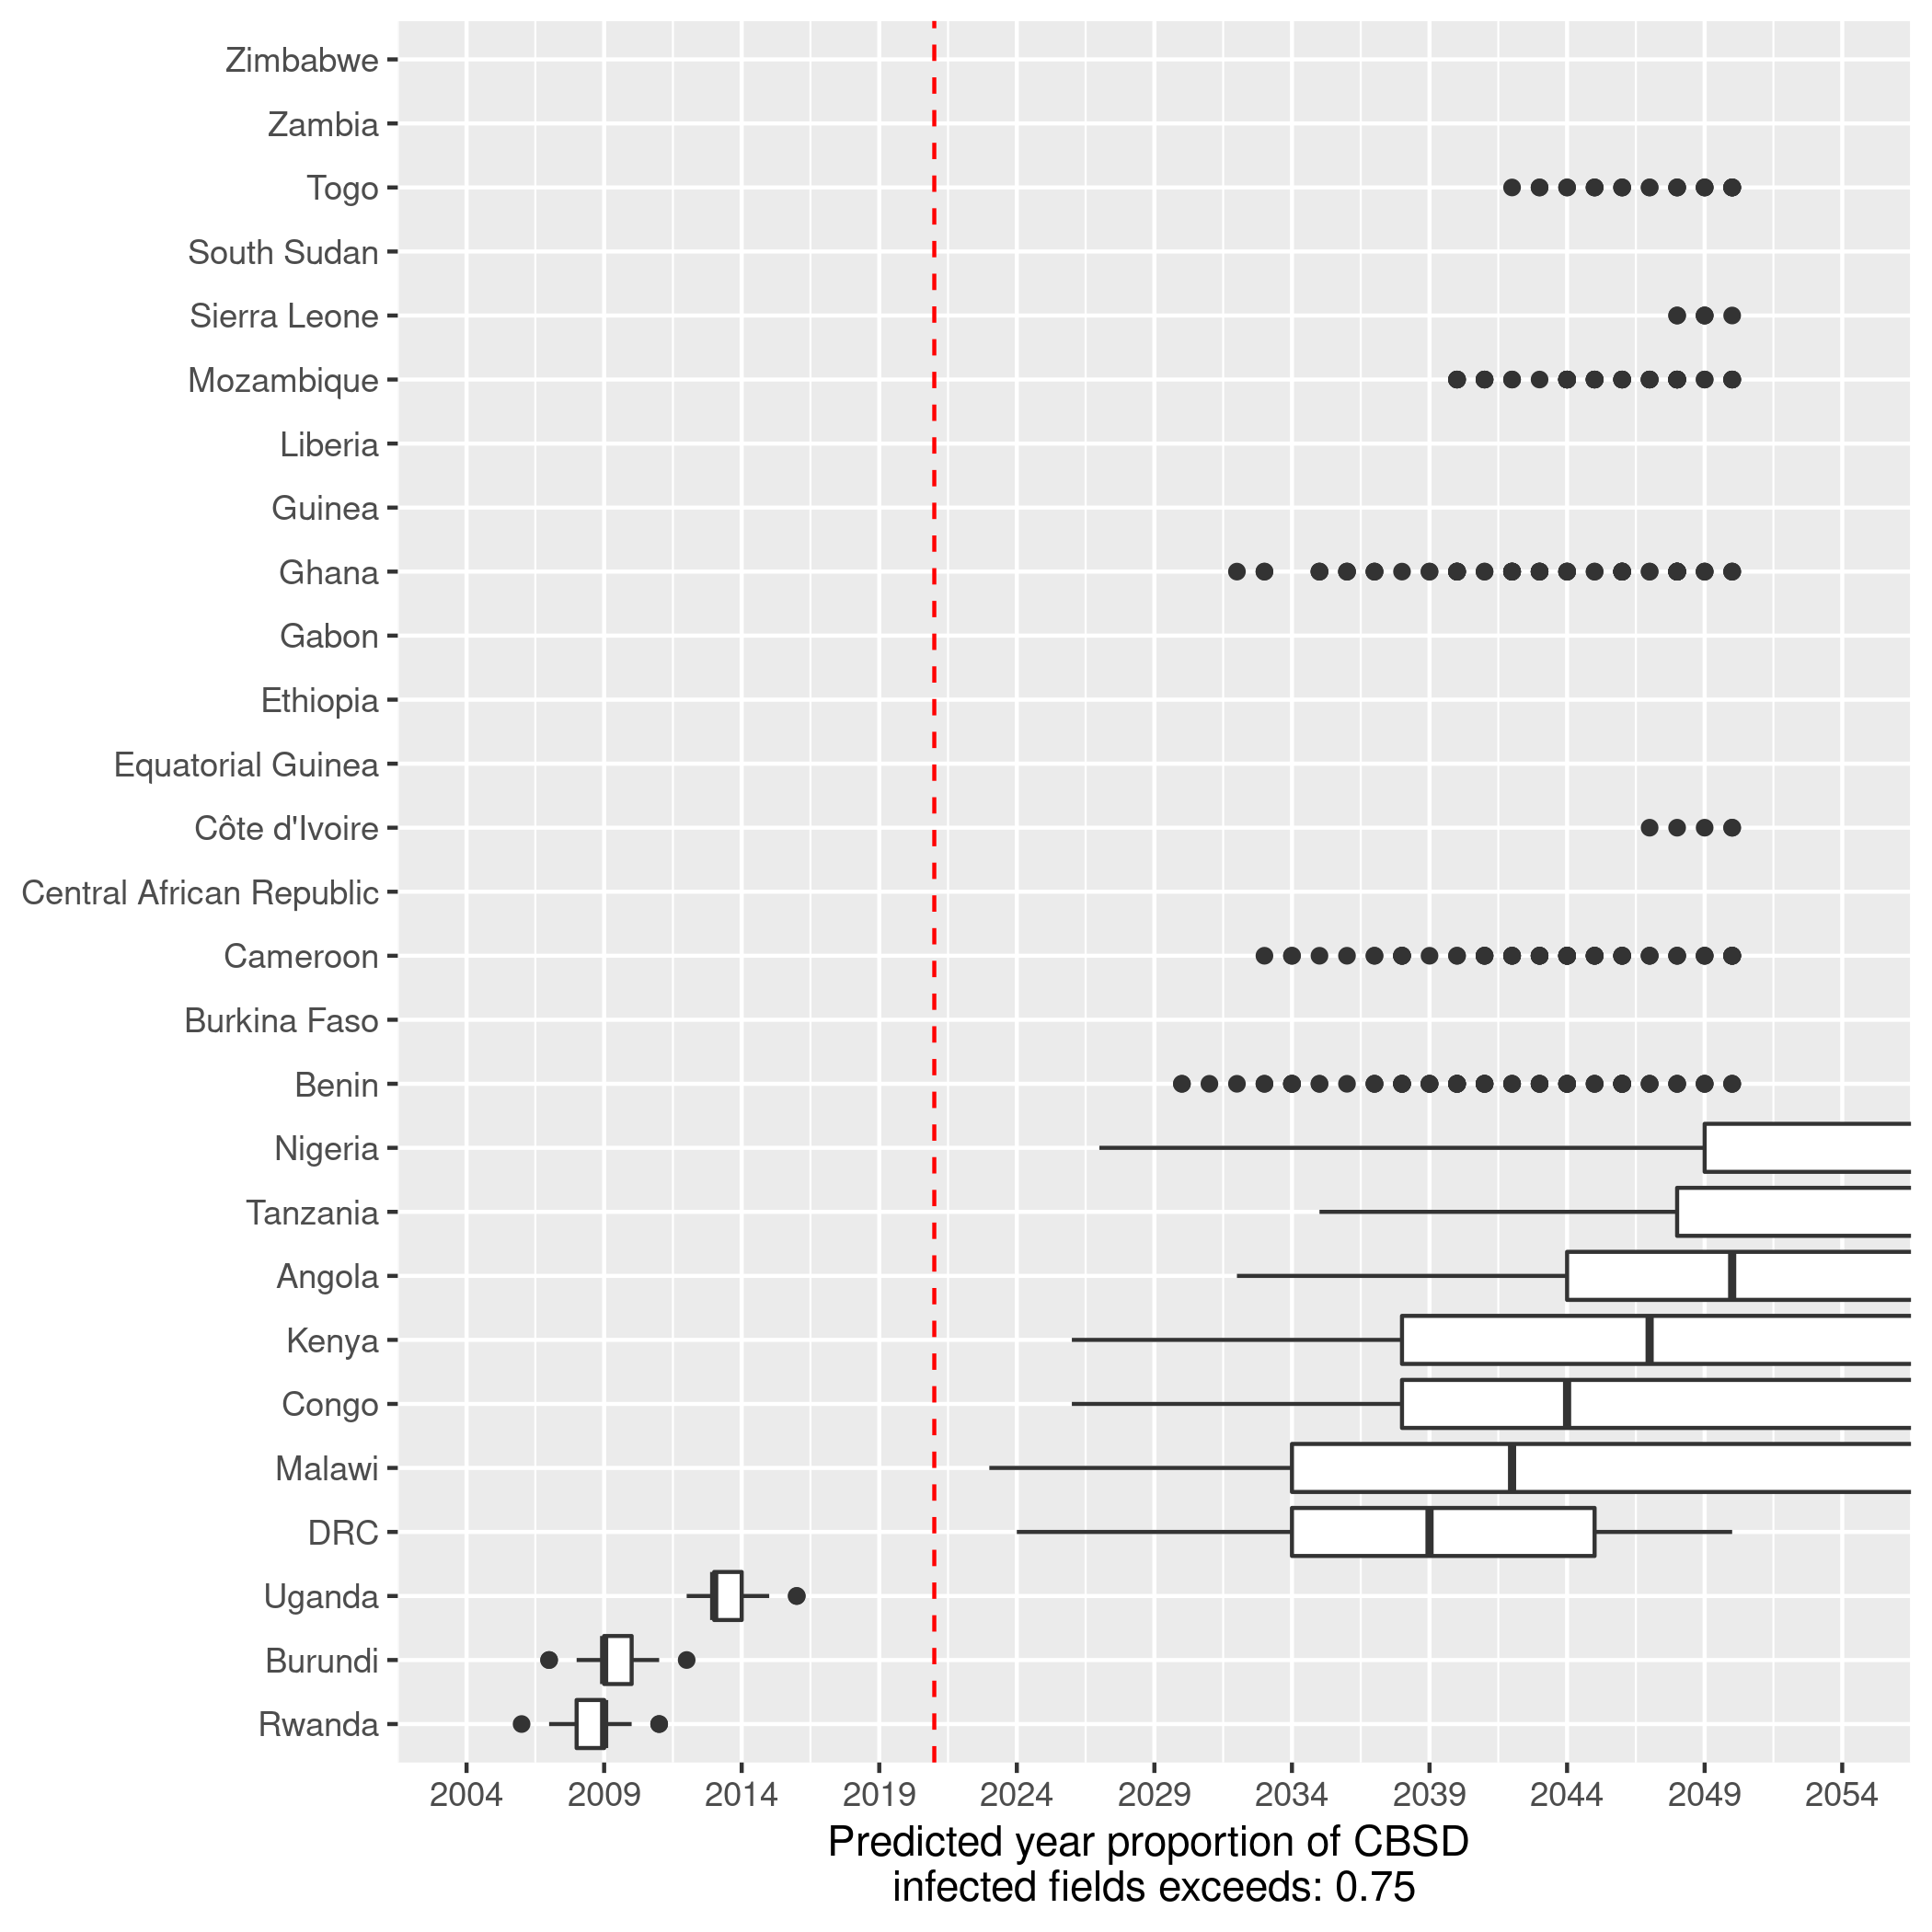 Zimbabwe
Zambia
Togo
South Sudan
Sierra Leone
Mozambique
Liberia
Guinea
Ghana
Gabon
Ethiopia
Equatorial Guinea
Côte d'Ivoire
Central African Republic
Cameroon
Burkina Faso
Benin
Nigeria
Tanzania
Angola
Kenya
Congo
Malawi
DRC
Uganda
Burundi
Rwanda
2004 2009 2014 2019 2024 2029 2034 2039 2044 2049 2054
Predicted year proportion of CBSD
infected fields exceeds: 0.75